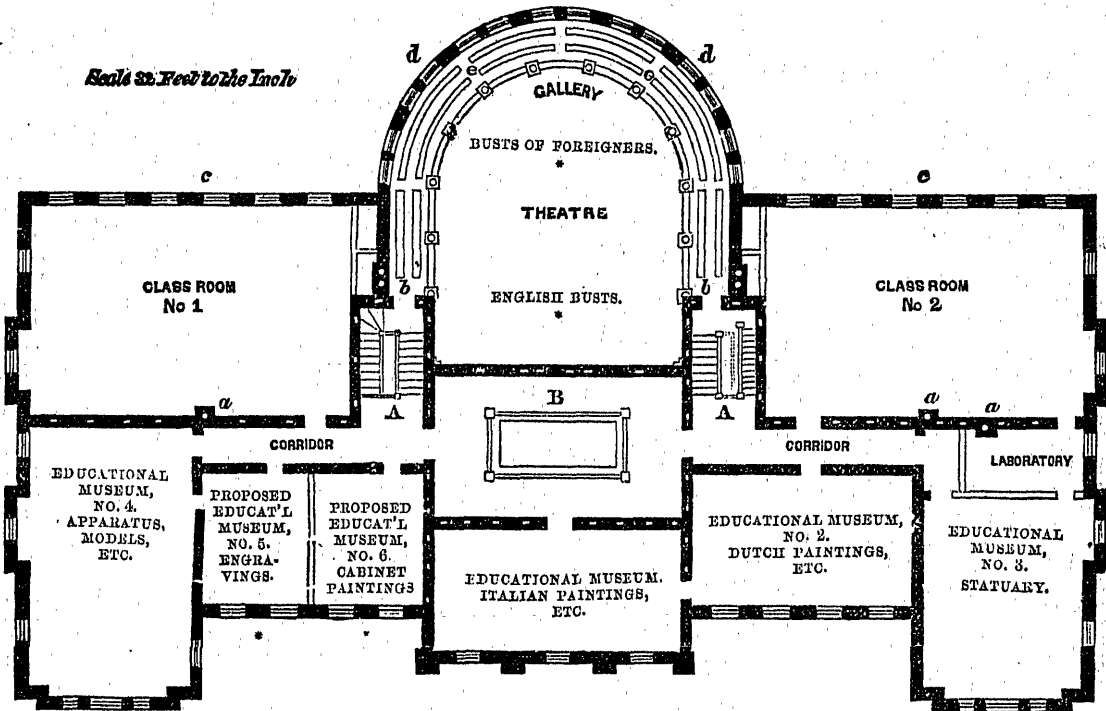 Scale 32 Feet to the Inch
d
d
e
e
GALLERY
BUSTS OF FOREIGNERS.
*
c
c
THEATRE
CLASS ROOM
No 1
CLASS ROOM
No 2
b
b
ENGLISH BUSTS.
*
a
A
B
A
a
a
CORRIDOR
CORRIDOR
LABORATORY
EDUCATIONAL
MUSEUM,
NO. 4.
APPARATUS,
MODELS,
ETC.
PROPOSED
EDUCAT'L
MUSEUM,
NO. 5.
ENGRA-
VINGS.
PROPOSED
EDUCAT'L
MUSEUM,
NO. 6.
CABINET
PAINTINGS
EDUCATIONAL MUSEUM.
ITALIAN PAINTINGS,
ETC.
EDUCATIONAL MUSEUM,
NO. 2.
DUTCH PAINTINGS,
ETC.
EDUCATIONAL
MUSEUM,
NO. 3.
STATUARY.
*